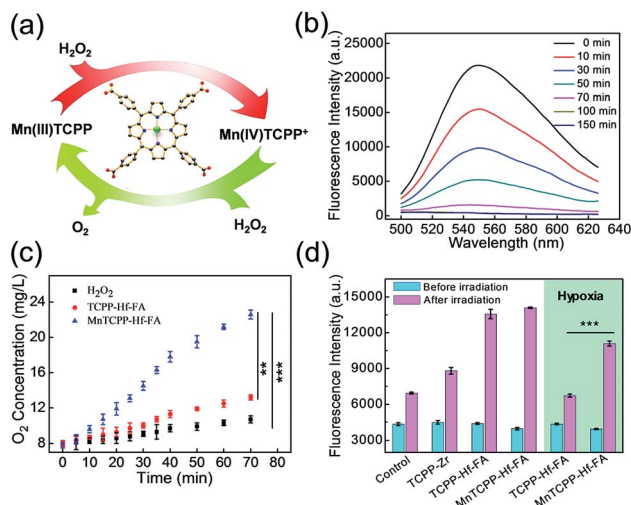 (a)
H₂O₂
Mn(III)TCPP
Mn(IV)TCPP⁺
O₂
H₂O₂
(b)
Fluorescence Intensity (a.u.)
25000
20000
15000
10000
5000
0
500 520 540 560 580 600 620 640
Wavelength (nm)
0 min
10 min
30 min
50 min
70 min
100 min
150 min
(c)
O₂ Concentration (mg/L)
24
20
16
12
8
0 10 20 30 40 50 60 70 80
Time (min)
H₂O₂
TCPP-Hf-FA
MnTCPP-Hf-FA
**
***
(d)
Fluorescence Intensity (a.u.)
15000
12000
9000
6000
3000
Before irradiation
After irradiation
Hypoxia
***
Control
TCPP-Zr
TCPP-Hf-FA
MnTCPP-Hf-FA
TCPP-Hf-FA
MnTCPP-Hf-FA